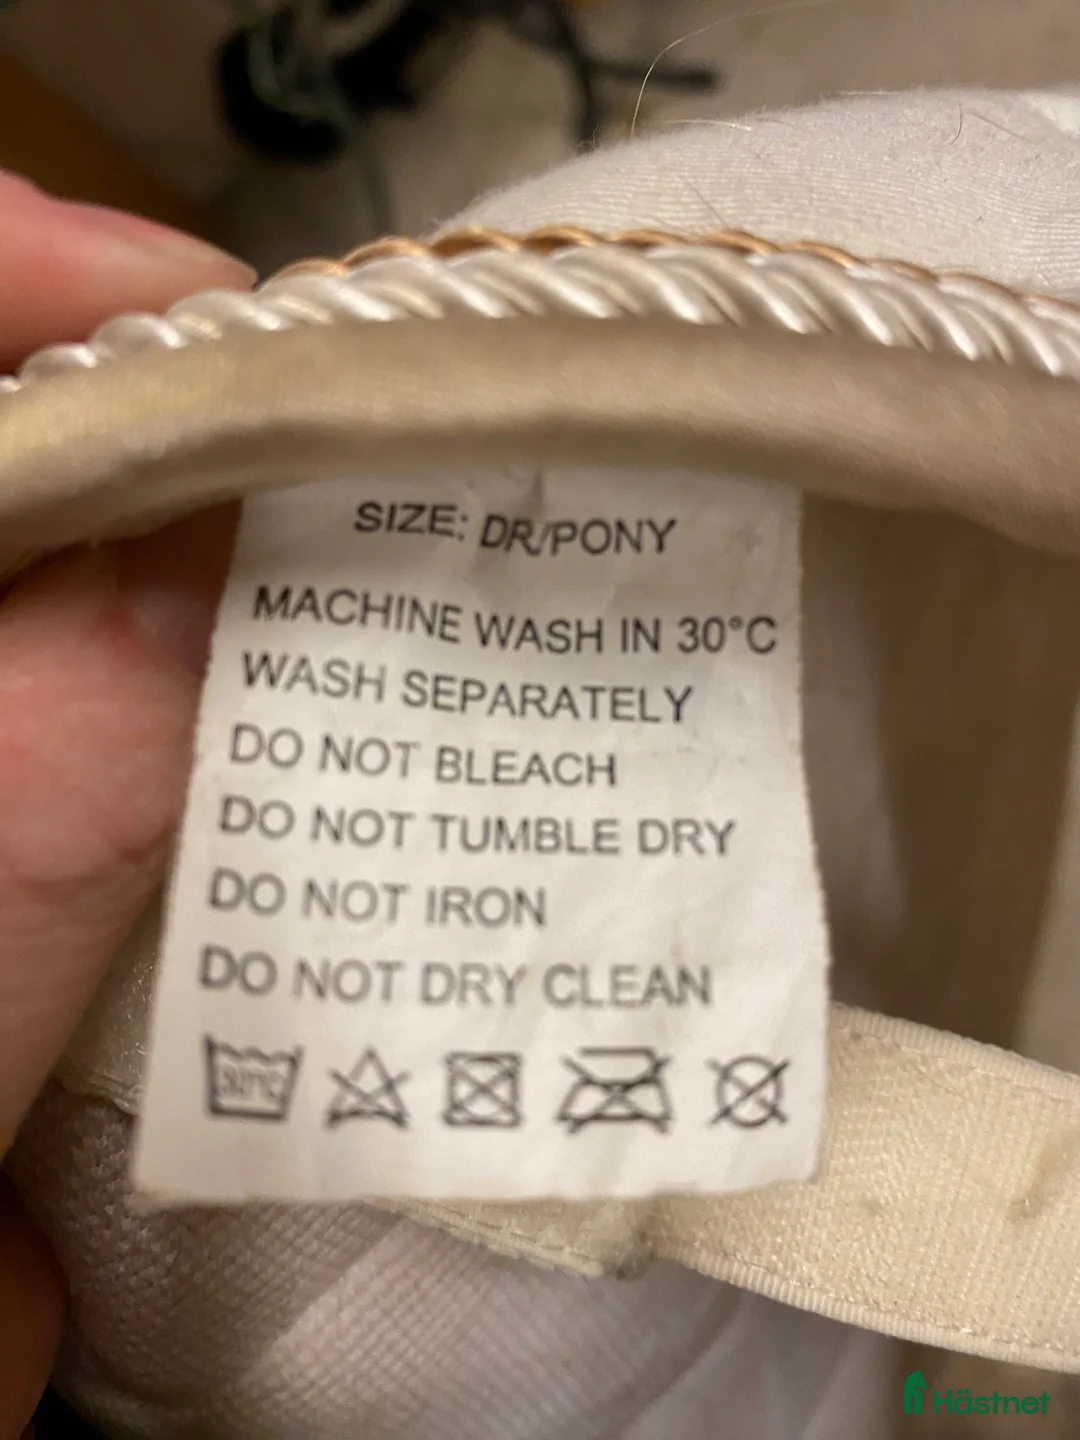 SIZE: DR/PONY
MACHINE WASH IN 30°C
WASH SEPARATELY
DO NOT BLEACH
DO NOT TUMBLE DRY
DO NOT IRON
DO NOT DRY CLEAN
30°C
Hästnet